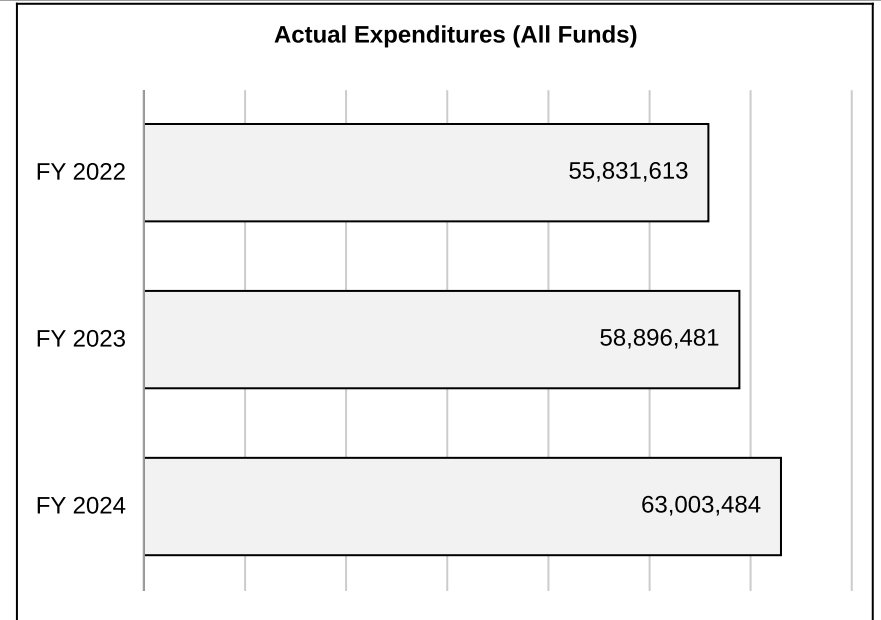 Actual Expenditures (All Funds)
FY 2022 55,831,613
FY 2023 58,896,481
FY 2024 63,003,484